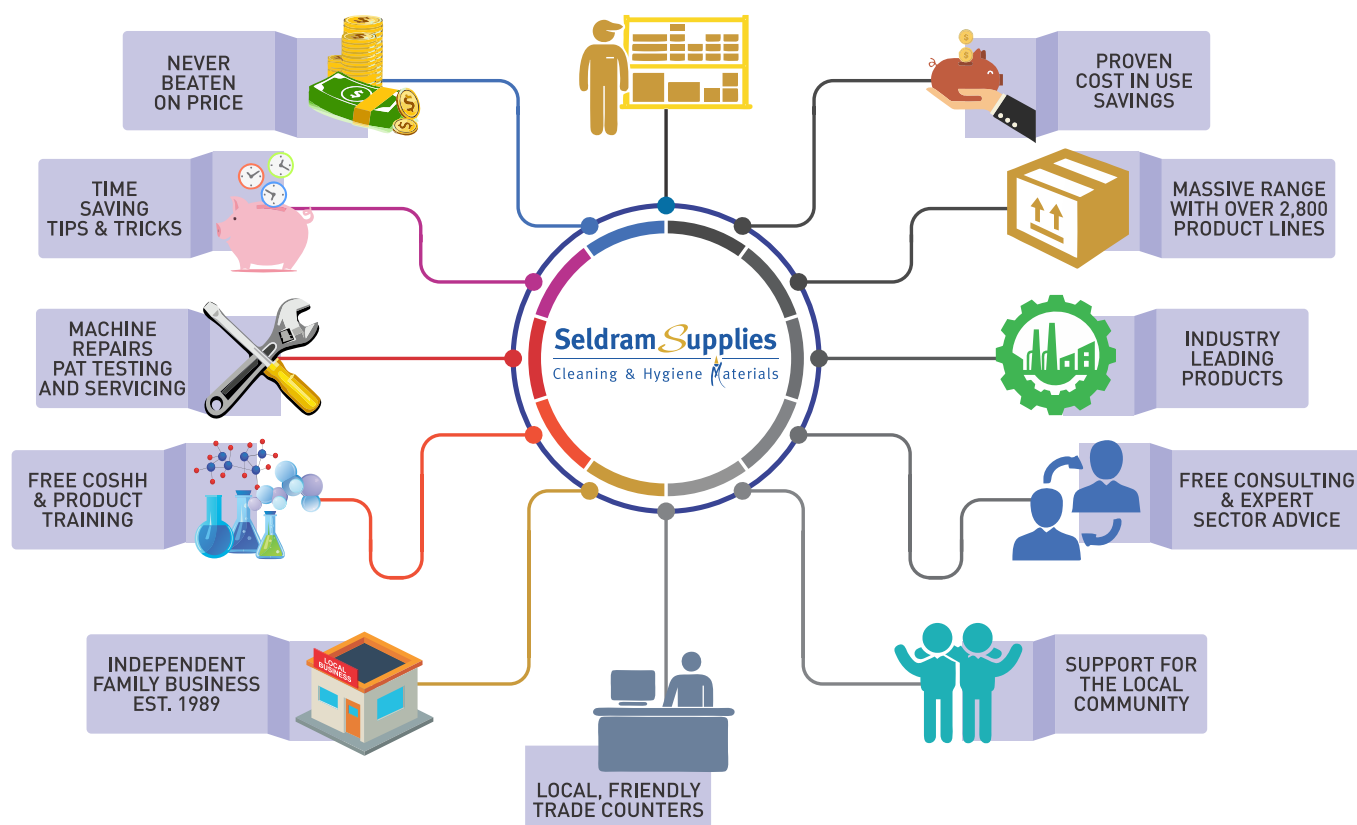 NEVER
BEATEN
ON PRICE
PROVEN
COST IN USE
SAVINGS
TIME
SAVING
TIPS & TRICKS
MASSIVE RANGE
WITH OVER 2,800
PRODUCT LINES
MACHINE
REPAIRS
PAT TESTING
AND SERVICING
Seldram Supplies
Cleaning & Hygiene Materials
INDUSTRY
LEADING
PRODUCTS
FREE COSHH
& PRODUCT
TRAINING
FREE CONSULTING
& EXPERT
SECTOR ADVICE
INDEPENDENT
FAMILY BUSINESS
EST. 1989
LOCAL
BUSINESS
SUPPORT FOR
THE LOCAL
COMMUNITY
LOCAL, FRIENDLY
TRADE COUNTERS